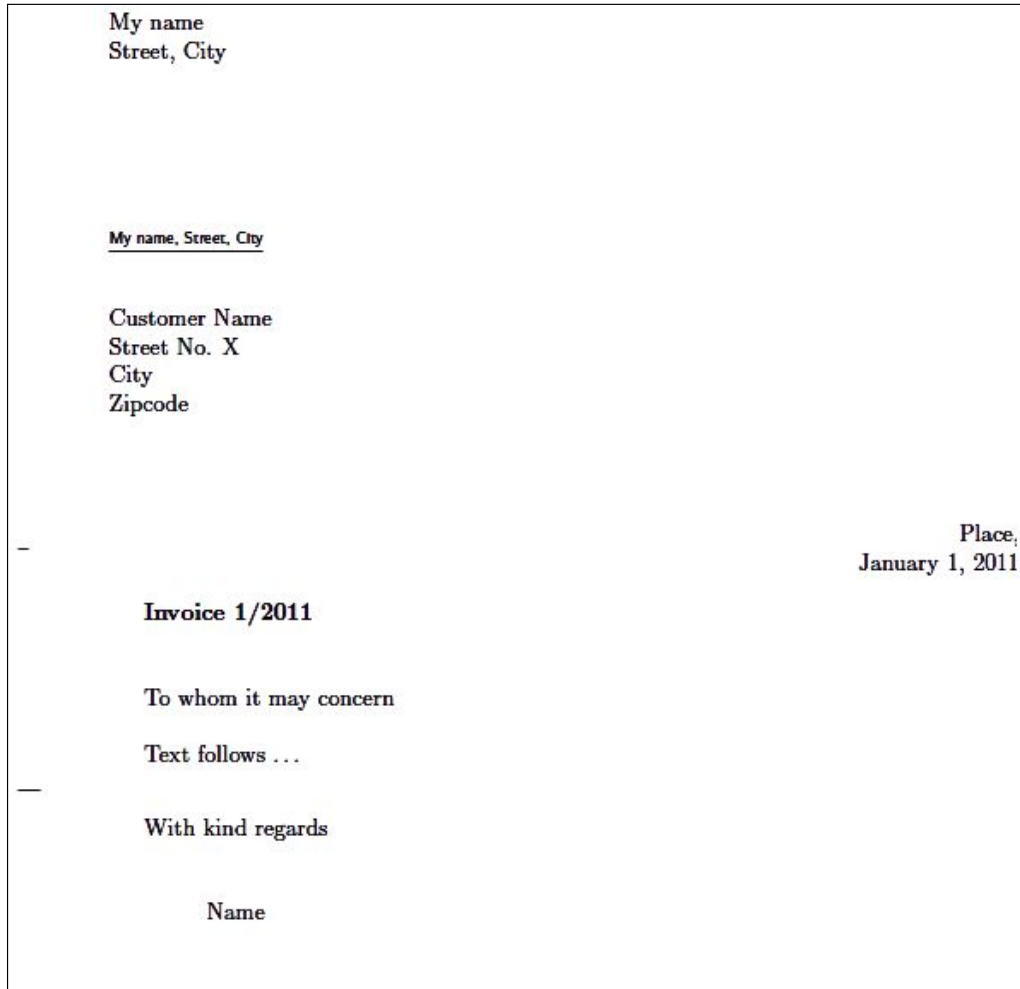 My name
Street, City
My name, Street, City
Customer Name
Street No. X
City
Zipcode
Place,
January 1, 2011
Invoice 1/2011
To whom it may concern
Text follows ...
With kind regards
Name